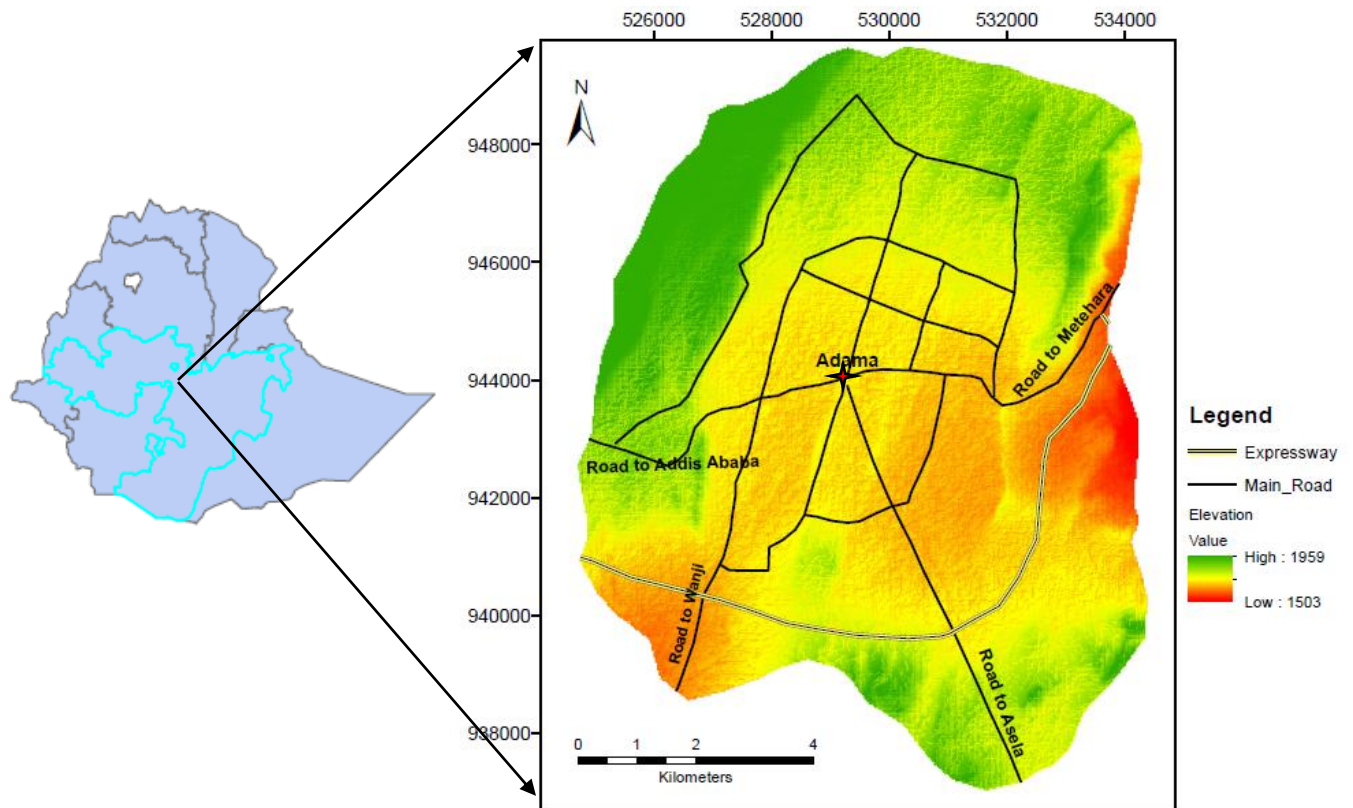 526000 528000 530000 532000 534000
N
948000
946000
944000
942000
940000
938000
Adama
Road to Metehara
Road to Addis Ababa
Road to Wanji
Road to Asela
0 1 2 4
Kilometers
Legend
Expressway
Main_Road
Elevation
Value
High : 1959
Low : 1503